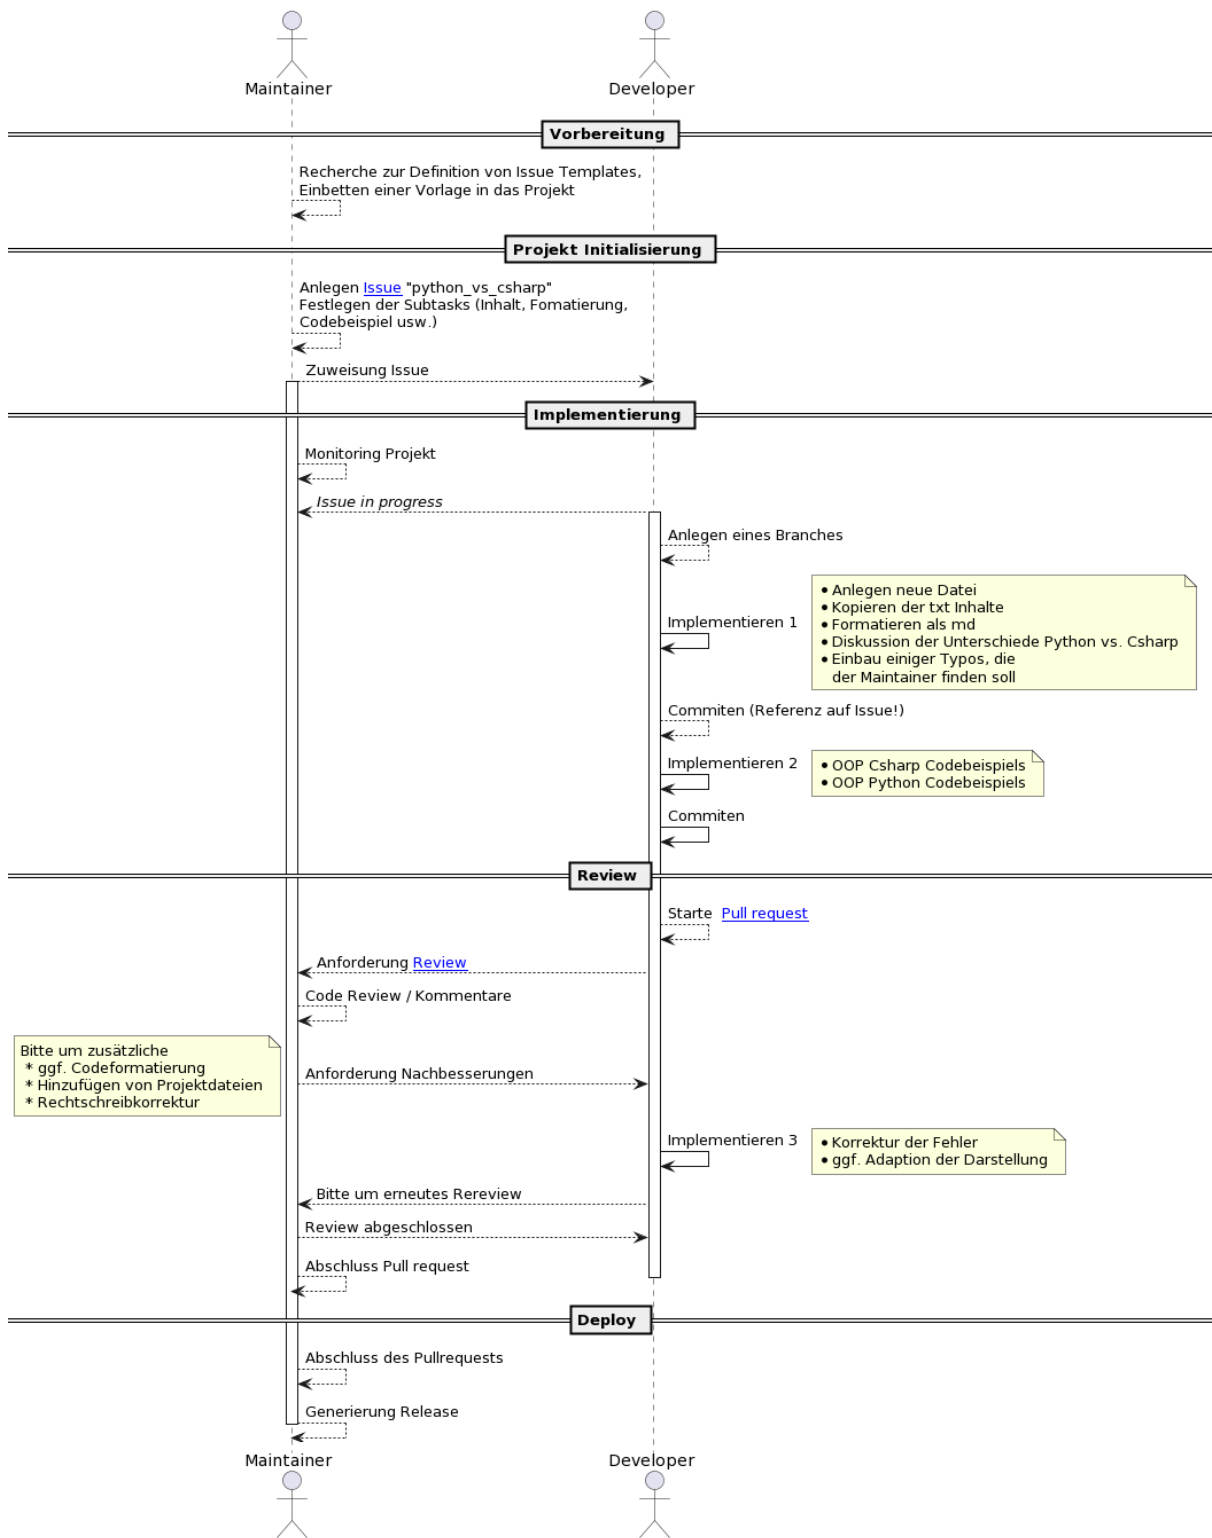 Maintainer
Developer
Vorbereitung
Recherche zur Definition von Issue Templates,
Einbetten einer Vorlage in das Projekt
Projekt Initialisierung
Anlegen Issue "python_vs_csharp"
Festlegen der Subtasks (Inhalt, Fomatierung,
Codebeispiel usw.)
Zuweisung Issue
Implementierung
Monitoring Projekt
Issue in progress
Anlegen eines Branches
Implementieren 1
• Anlegen neue Datei
• Kopieren der txt Inhalte
• Formatieren als md
• Diskussion der Unterschiede Python vs. Csharp
• Einbau einiger Typos, die
der Maintainer finden soll
Commiten (Referenz auf Issue!)
Implementieren 2
• OOP Csharp Codebeispiels
• OOP Python Codebeispiels
Commiten
Review
Starte Pull request
Anforderung Review
Code Review / Kommentare
Bitte um zusätzliche
* ggf. Codeformatierung
* Hinzufügen von Projektdateien
* Rechtschreibkorrektur
Anforderung Nachbesserungen
Implementieren 3
• Korrektur der Fehler
• ggf. Adaption der Darstellung
Bitte um erneutes Rereview
Review abgeschlossen
Abschluss Pull request
Deploy
Abschluss des Pullrequests
Generierung Release
Maintainer
Developer